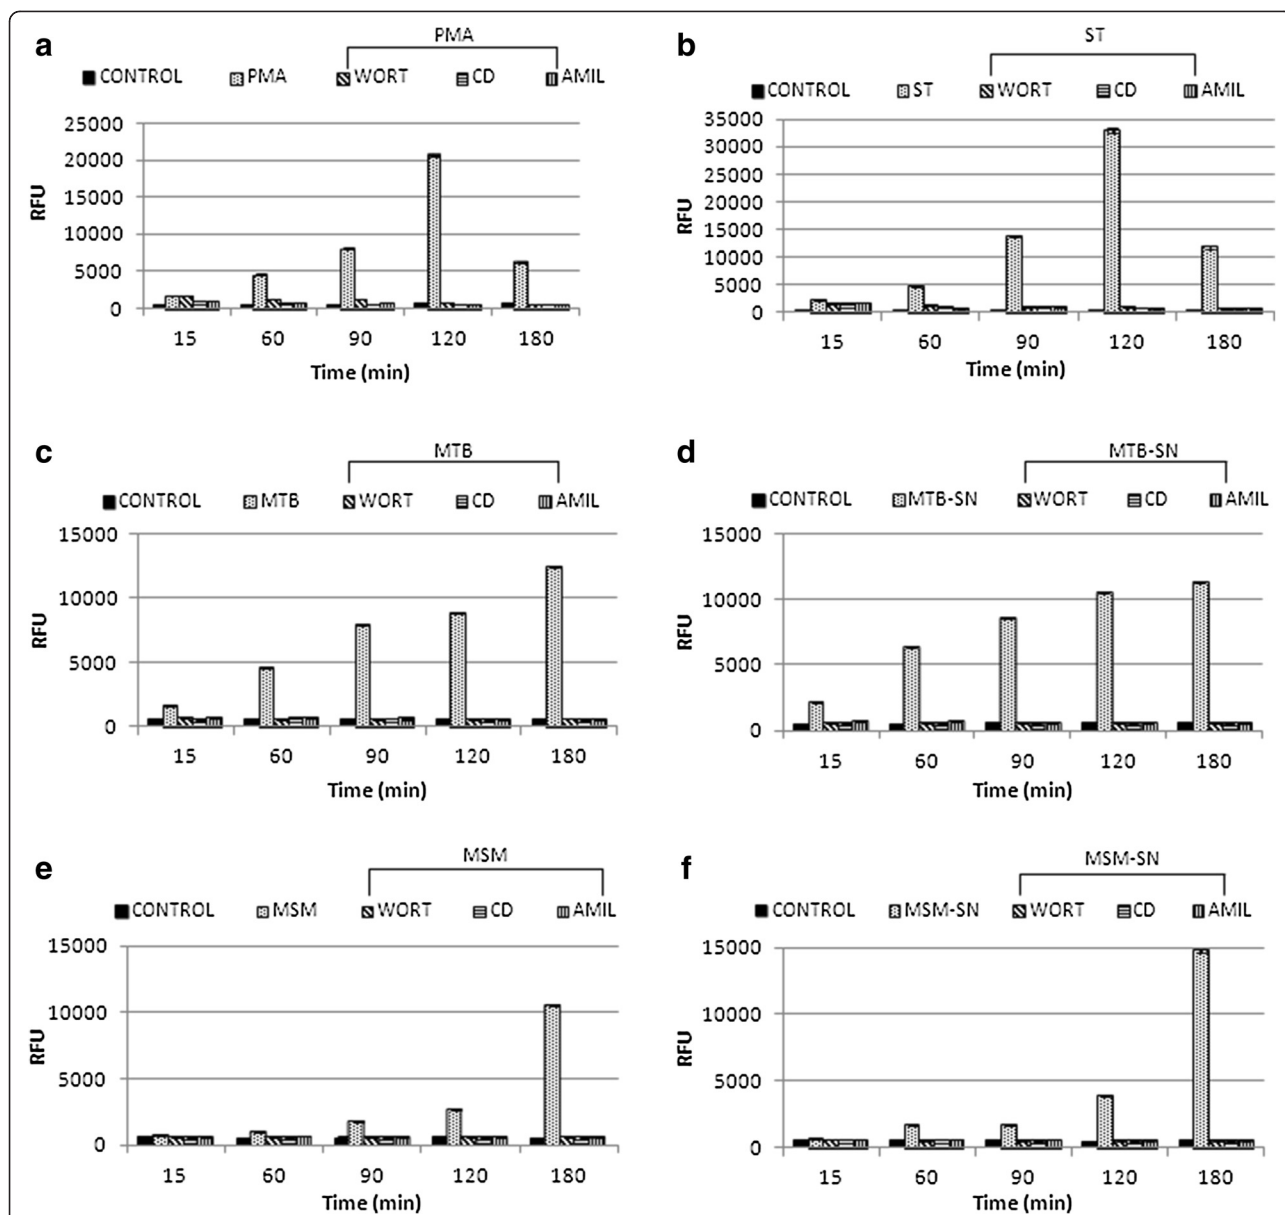 a
PMA
CONTROL PMA WORT CD AMIL
25000
20000
15000
10000
5000
0
RFU
15 60 90 120 180
Time (min)
b
ST
CONTROL ST WORT CD AMIL
35000
30000
25000
20000
15000
10000
5000
0
RFU
15 60 90 120 180
Time (min)
c
MTB
CONTROL MTB WORT CD AMIL
15000
10000
5000
0
RFU
15 60 90 120 180
Time (min)
d
MTB-SN
CONTROL MTB-SN WORT CD AMIL
15000
10000
5000
0
RFU
15 60 90 120 180
Time (min)
e
MSM
CONTROL MSM WORT CD AMIL
15000
10000
5000
0
RFU
15 60 90 120 180
Time (min)
f
MSM-SN
CONTROL MSM-SN WORT CD AMIL
15000
10000
5000
0
RFU
15 60 90 120 180
Time (min)